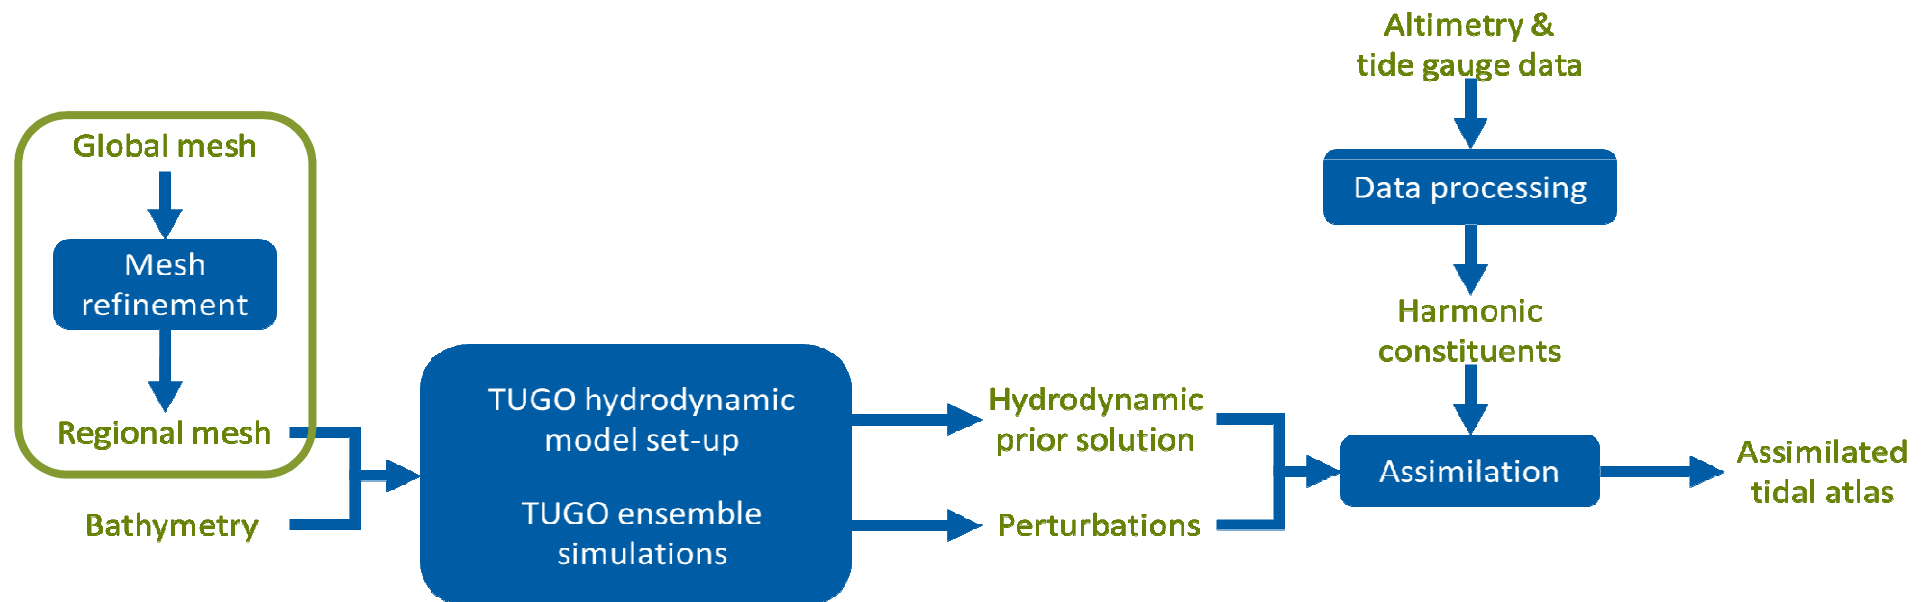 Altimetry &
tide gauge data
Global mesh
Data processing
Mesh
refinement
Harmonic
constituents
Regional mesh
Bathymetry
TUGO hydrodynamic
model set-up
TUGO ensemble
simulations
Hydrodynamic
prior solution
Perturbations
Assimilation
Assimilated
tidal atlas